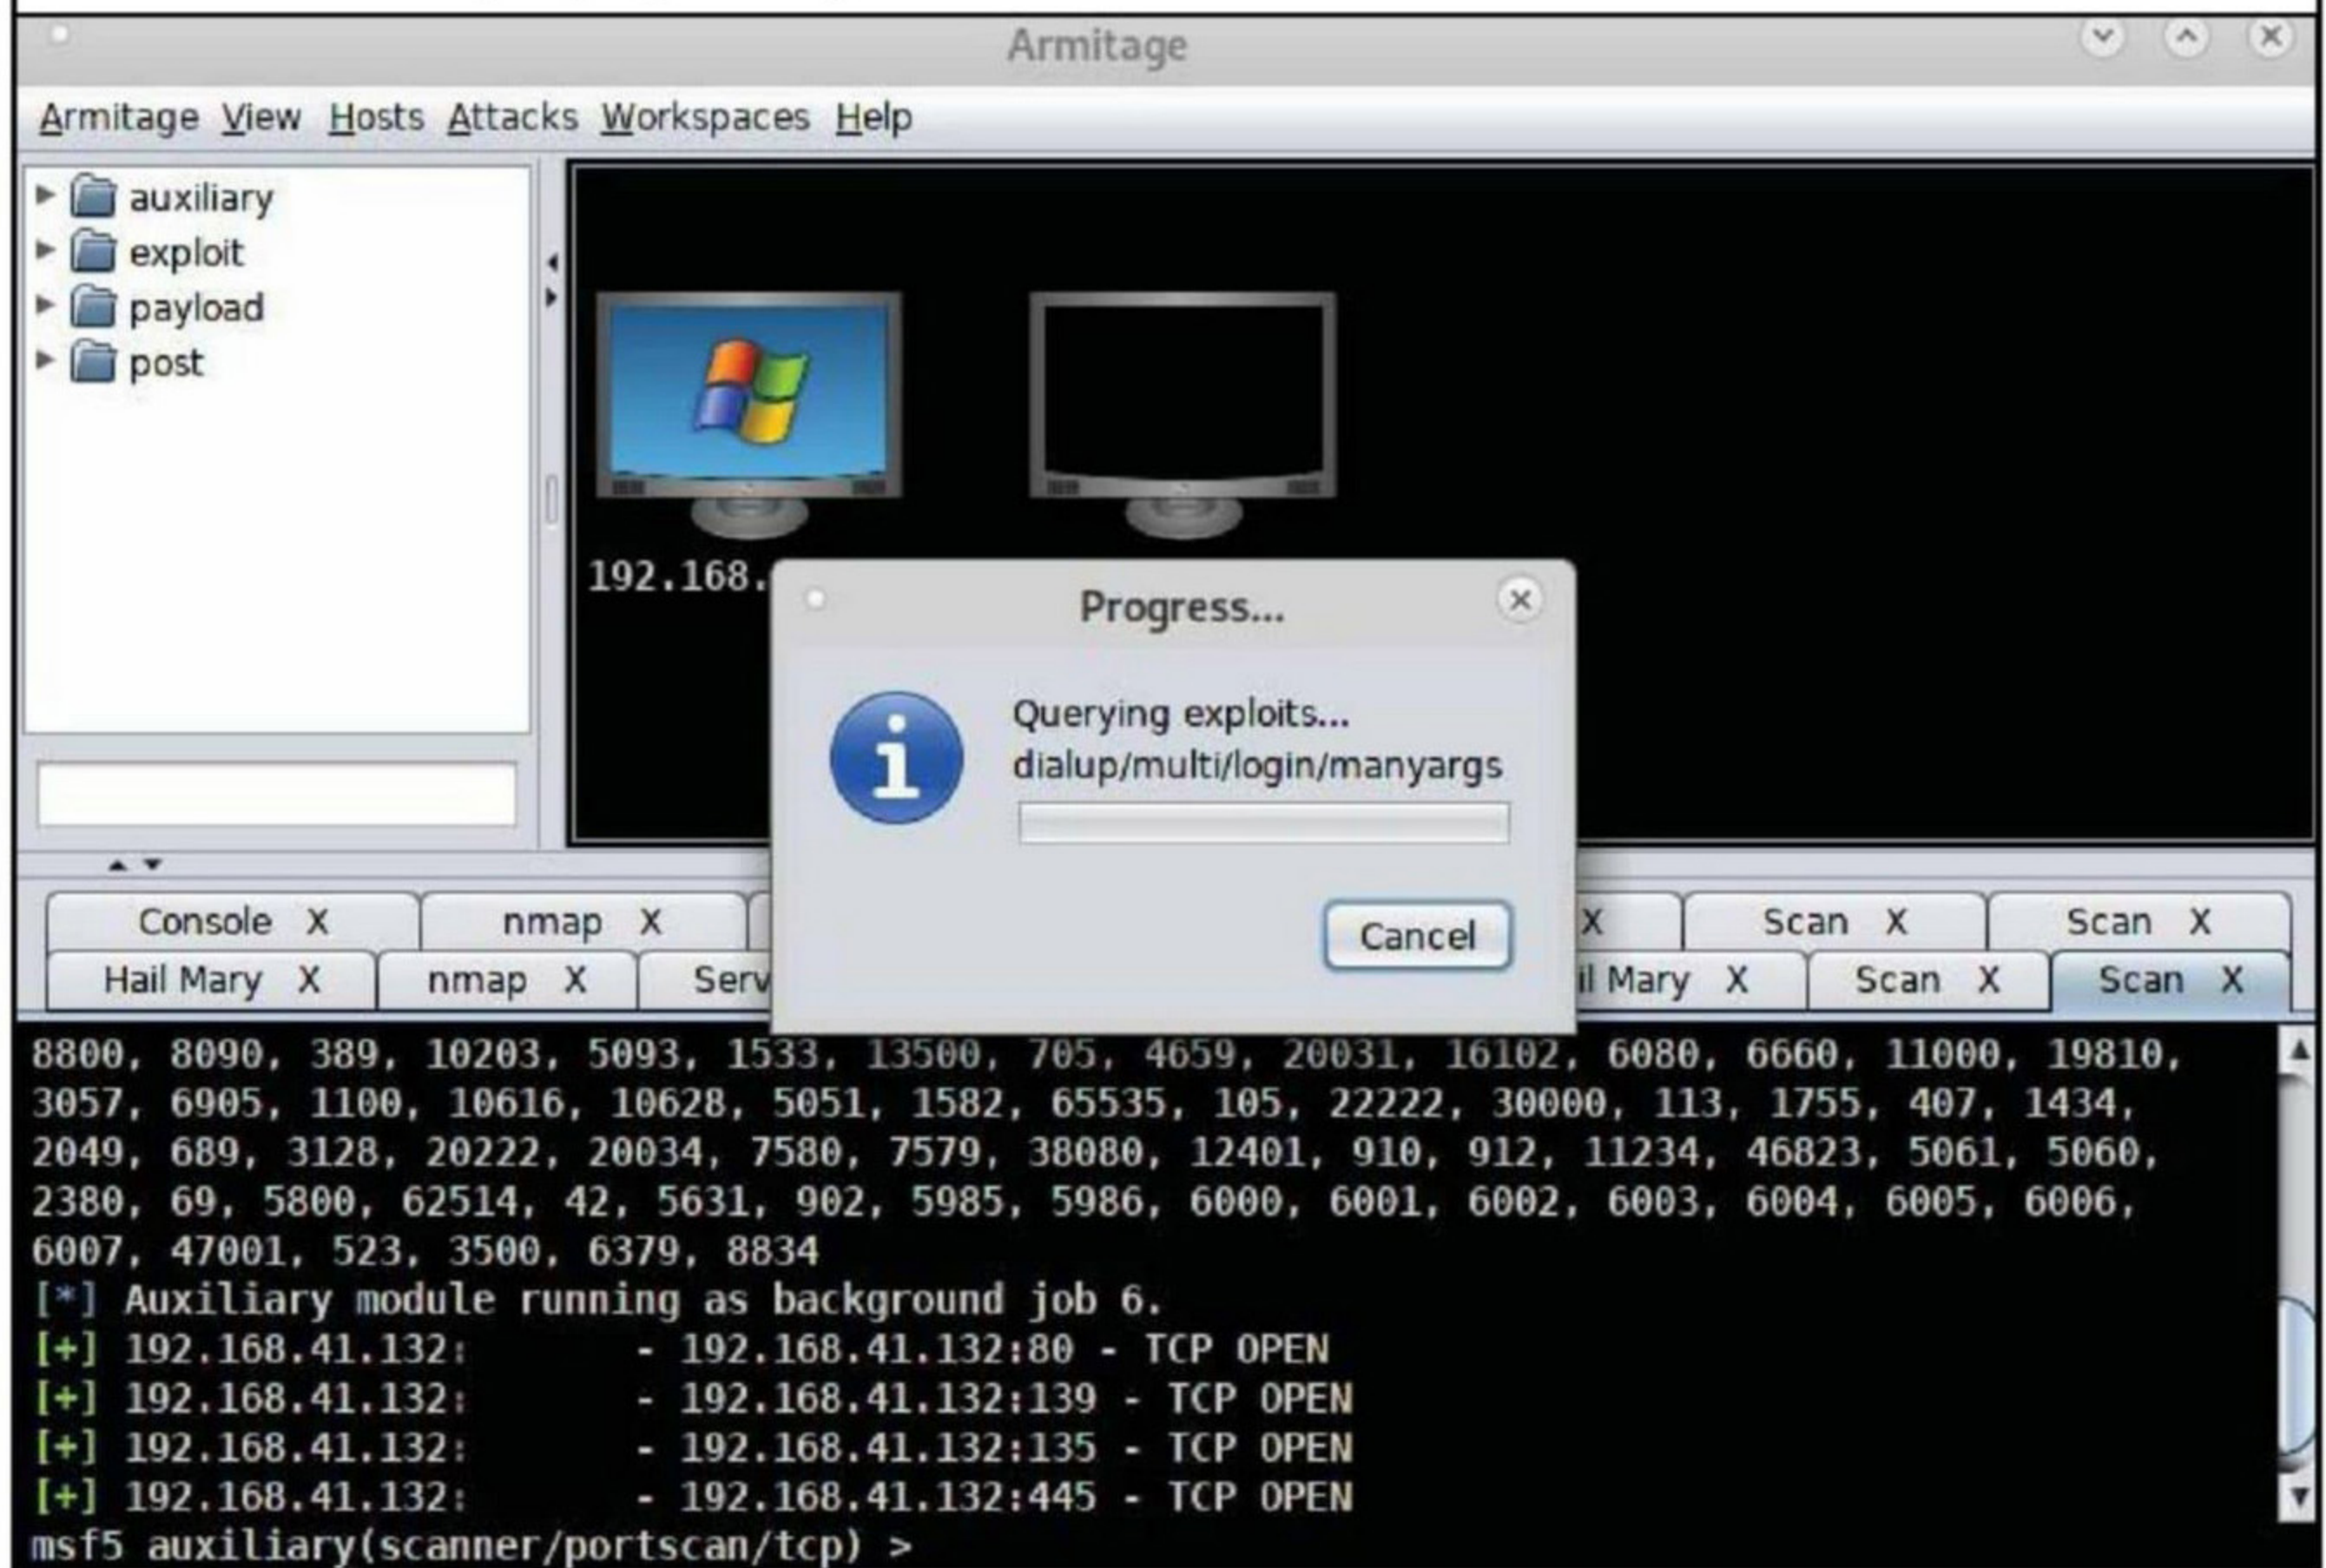 Armitage
Armitage View Hosts Attacks Workspaces Help
auxiliary
exploit
payload
post
192.168.
Progress...
Querying exploits...
dialup/multi/login/manyargs
Cancel
Console X nmap X X Scan X Scan X
Hail Mary X nmap X Serv il Mary X Scan X Scan X
8800, 8090, 389, 10203, 5093, 1533, 13500, 705, 4659, 20031, 16102, 6080, 6660, 11000, 19810,
3057, 6905, 1100, 10616, 10628, 5051, 1582, 65535, 105, 22222, 30000, 113, 1755, 407, 1434,
2049, 689, 3128, 20222, 20034, 7580, 7579, 38080, 12401, 910, 912, 11234, 46823, 5061, 5060,
2380, 69, 5800, 62514, 42, 5631, 902, 5985, 5986, 6000, 6001, 6002, 6003, 6004, 6005, 6006,
6007, 47001, 523, 3500, 6379, 8834
[*] Auxiliary module running as background job 6.
[+] 192.168.41.132: - 192.168.41.132:80 - TCP OPEN
[+] 192.168.41.132: - 192.168.41.132:139 - TCP OPEN
[+] 192.168.41.132: - 192.168.41.132:135 - TCP OPEN
[+] 192.168.41.132: - 192.168.41.132:445 - TCP OPEN
msf5 auxiliary(scanner/portscan/tcp) >